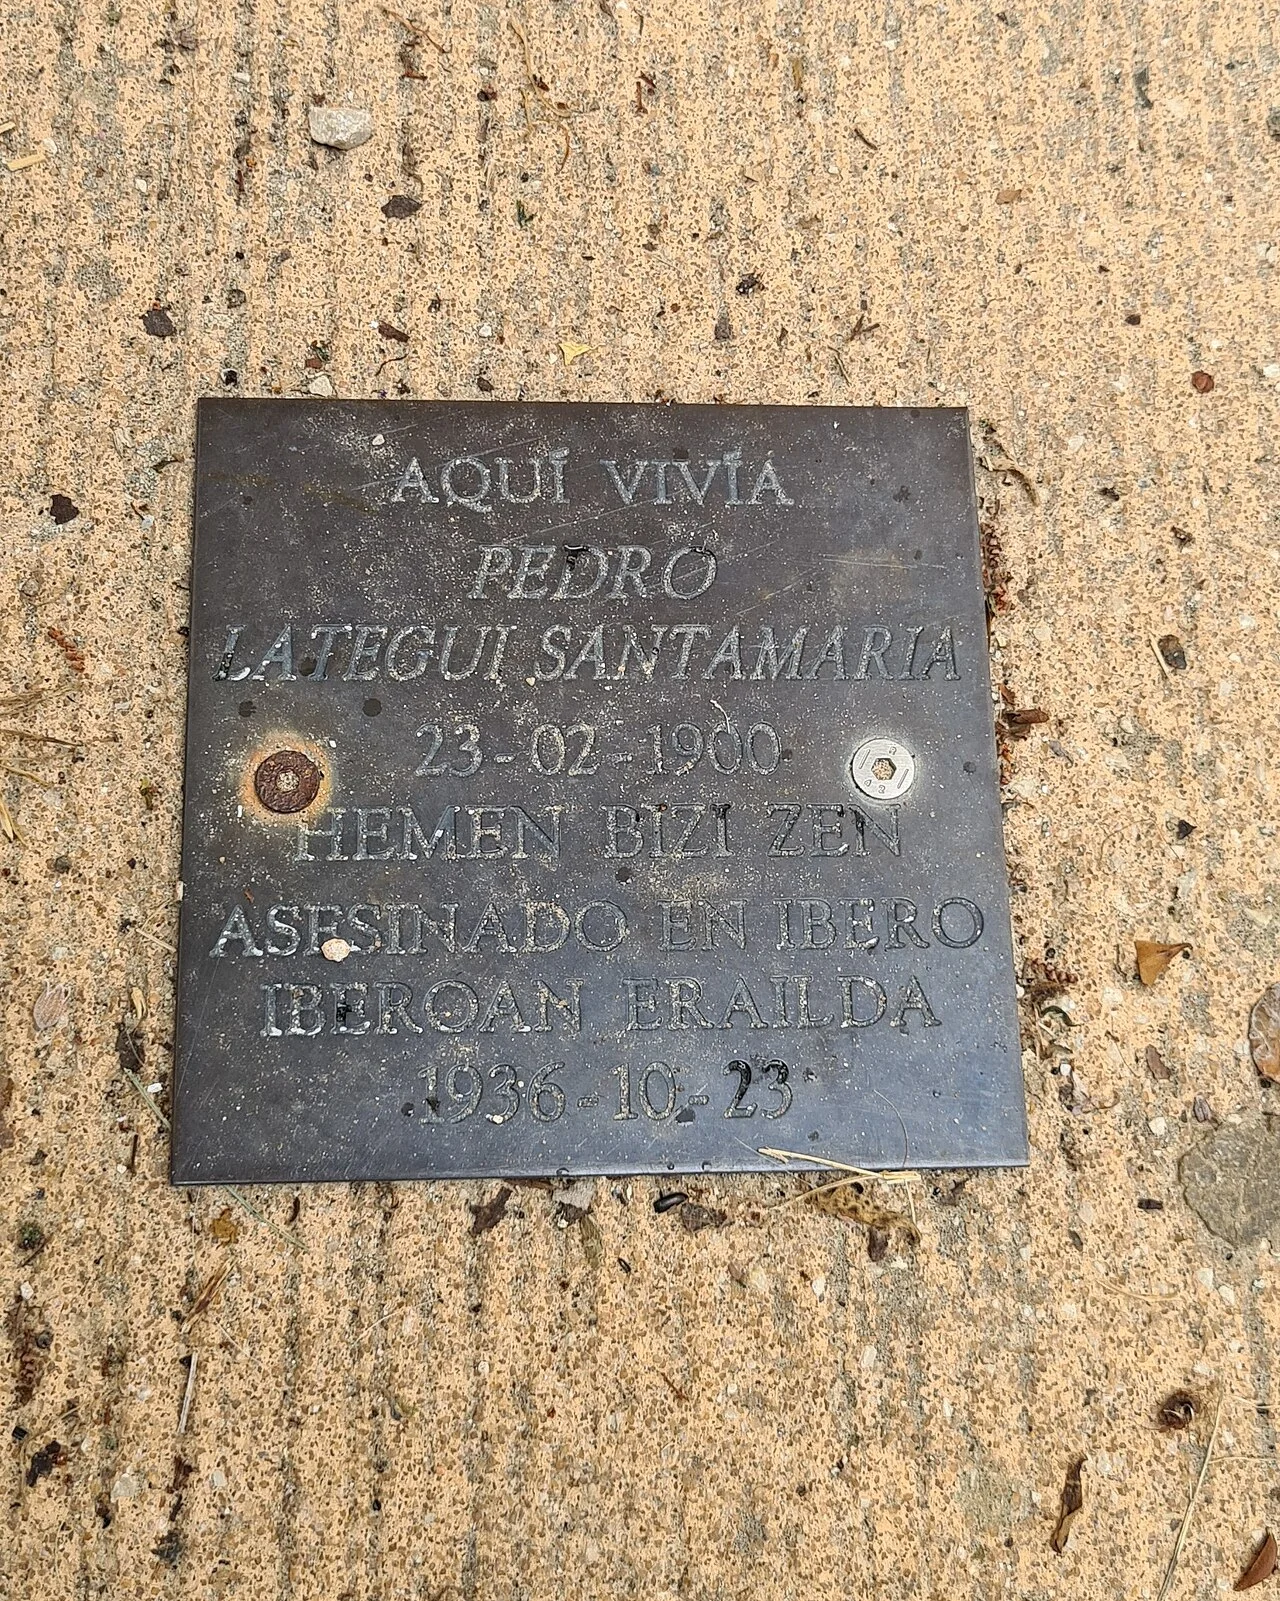 AQUÍ VIVÍA
PEDRO
LATEGUI SANTAMARIA
23-02-1900
HEMEN BIZI ZEN
ASESINADO EN IBERO
IBEROAN ERAILDA
1936-10-23